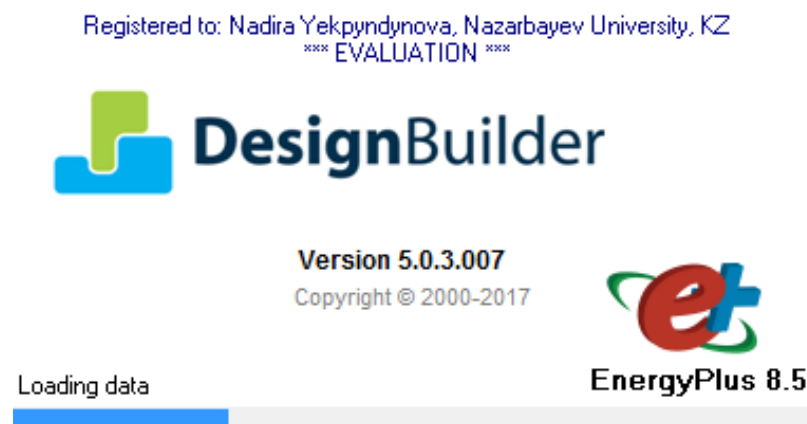 Registered to: Nadira Yekpyndynova, Nazarbayev University, KZ
*** EVALUATION ***
DesignBuilder
Version 5.0.3.007
Copyright © 2000-2017
e+
EnergyPlus 8.5
Loading data